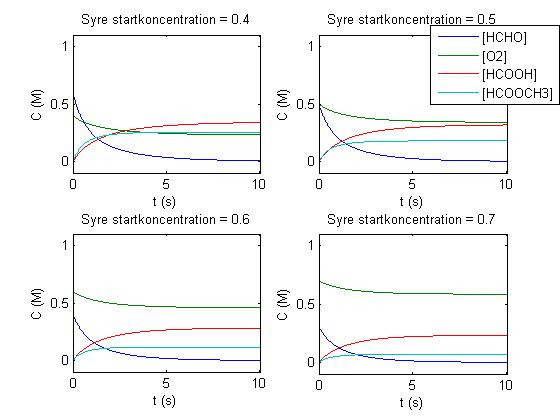 Syre startkoncentration = 0.4
1
0.5
0
C (M)
0
5
10
t (s)
Syre startkoncentration = 0.5
[HCHO]
[O2]
[HCOOH]
[HCOOCH3]
1
0.5
0
C (M)
0
5
10
t (s)
Syre startkoncentration = 0.6
1
0.5
0
C (M)
0
5
10
t (s)
Syre startkoncentration = 0.7
1
0.5
0
C (M)
0
5
10
t (s)